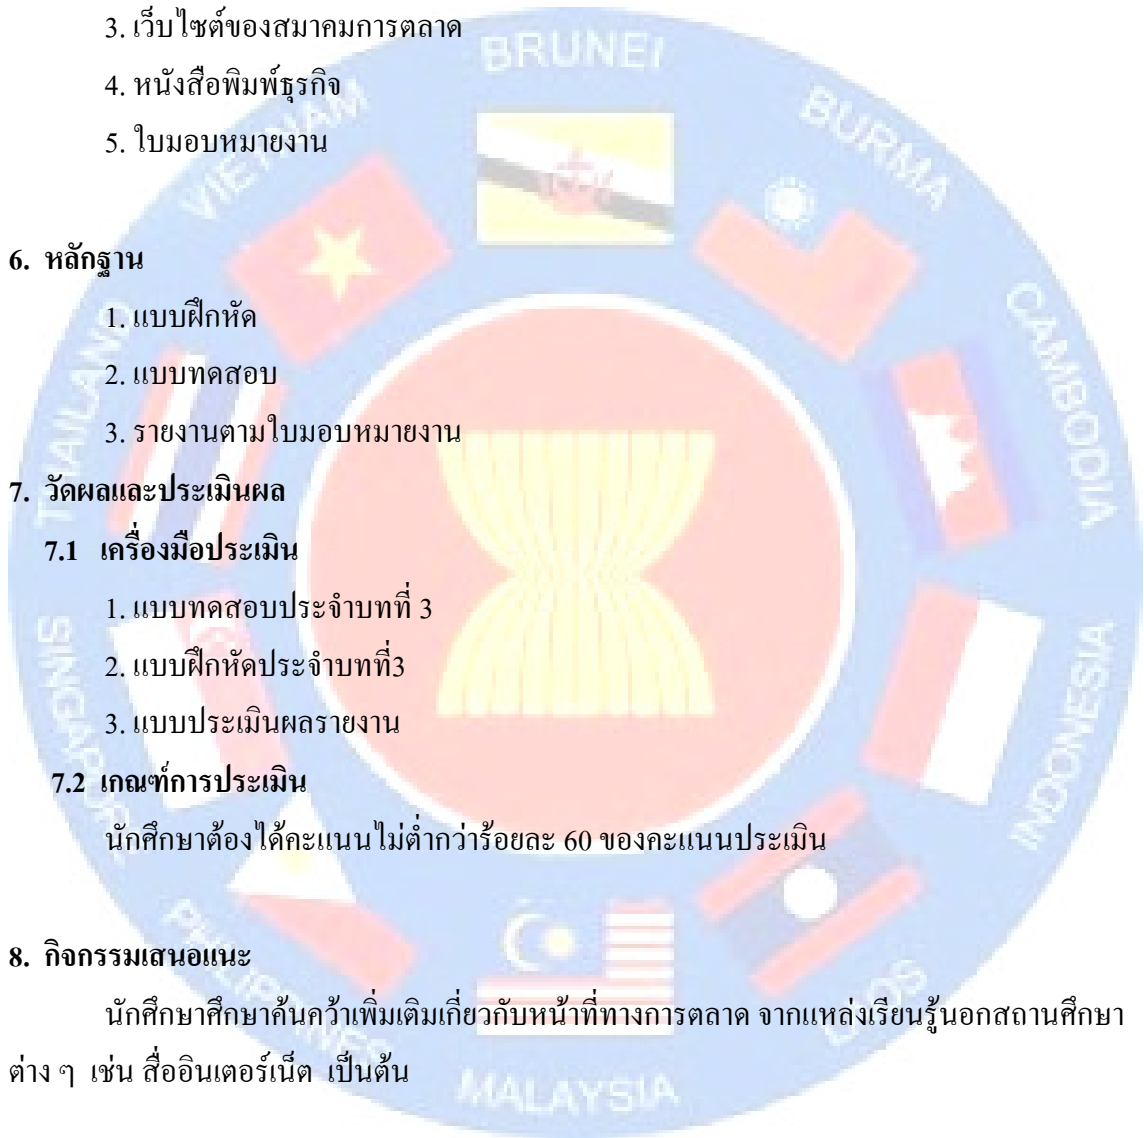 3. เว็บไซต์ของสมาคมการตลาด
4. หนังสือพิมพ์ธุรกิจ
5. ใบมอบหมายงาน
6. หลักฐาน
1. แบบฝึกหัด
2. แบบทดสอบ
3. รายงานตามใบมอบหมายงาน
7. วัดผลและประเมินผล
7.1 เครื่องมือประเมิน
1. แบบทดสอบประจำบทที่ 3
2. แบบฝึกหัดประจำบทที่3
3. แบบประเมินผลรายงาน
7.2 เกณฑ์การประเมิน
นักศึกษาต้องได้คะแนนไม่ต่ำกว่าร้อยละ 60 ของคะแนนประเมิน
8. กิจกรรมเสนอแนะ
นักศึกษาศึกษาค้นคว้าเพิ่มเติมเกี่ยวกับหน้าที่ทางการตลาด จากแหล่งเรียนรู้นอกสถานศึกษา
ต่าง ๆ เช่น สื่ออินเตอร์เน็ต เป็นต้น
BRUNEI
BURMA
CAMBODIA
INDONESIA
LAOS
MALAYSIA
PHILIPPINES
SINGAPORE
THAILAND
VIETNAM